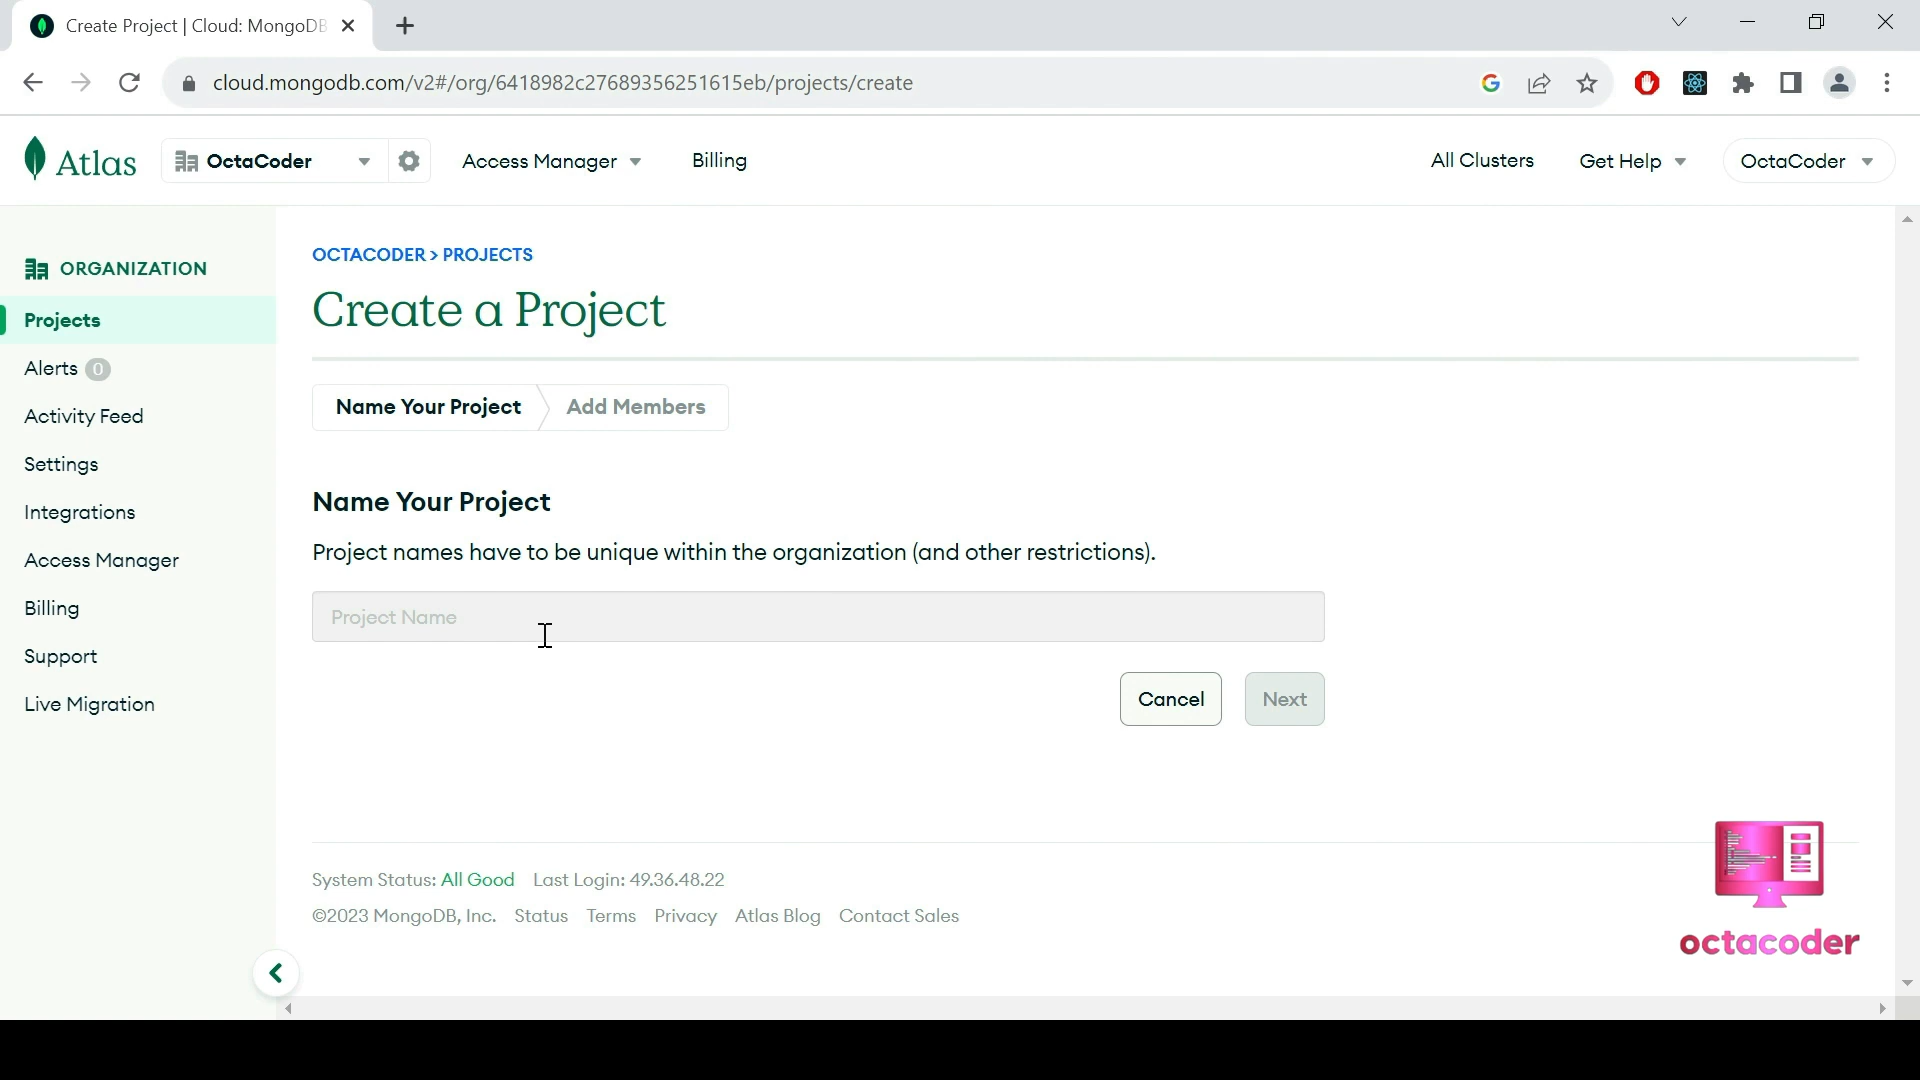 Create Project | Cloud: MongoDB
cloud.mongodb.com/v2#/org/6418982c27689356251615eb/projects/create
Atlas
OctaCoder
Access Manager
Billing
All Clusters
Get Help
OctaCoder
ORGANIZATION
Projects
Alerts 0
Activity Feed
Settings
Integrations
Access Manager
Billing
Support
Live Migration
OCTACODER > PROJECTS
Create a Project
Name Your Project
Add Members
Name Your Project
Project names have to be unique within the organization (and other restrictions).
Project Name
Cancel
Next
System Status: All Good Last Login: 49.36.48.22
©2023 MongoDB, Inc. Status Terms Privacy Atlas Blog Contact Sales
octacoder